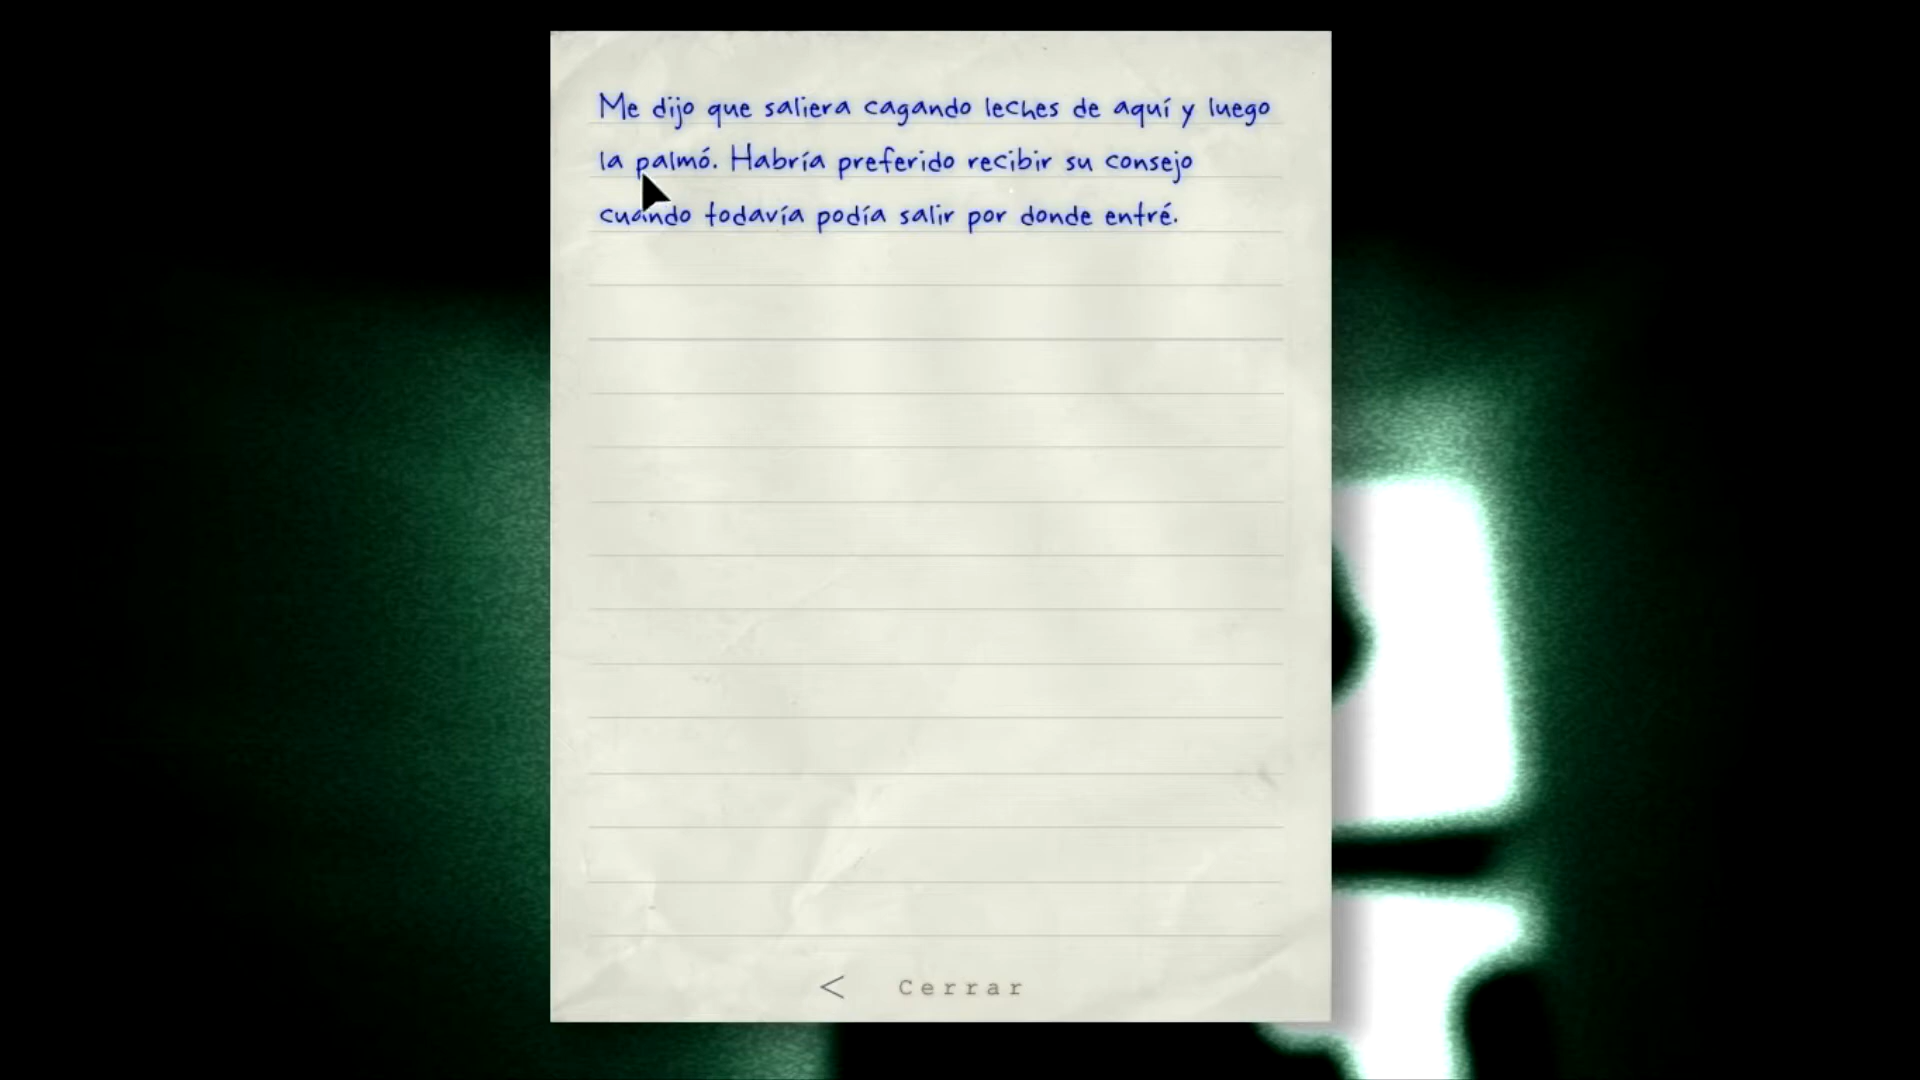 Me dijo que saliera cagando leches de aquí y luego
la palmó. Habría preferido recibir su consejo
cuando todavía podía salir por donde entré.
< Cerrar